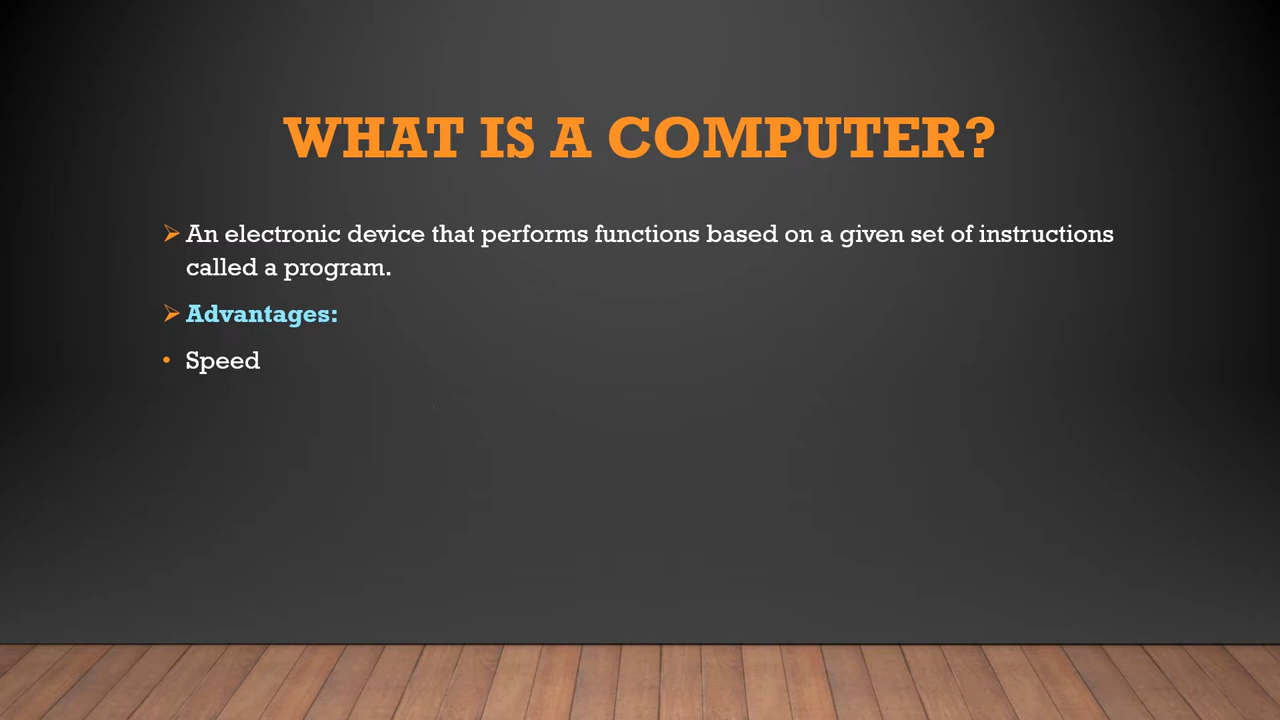 WHAT IS A COMPUTER?
An electronic device that performs functions based on a given set of instructions
called a program.
Advantages:
Speed